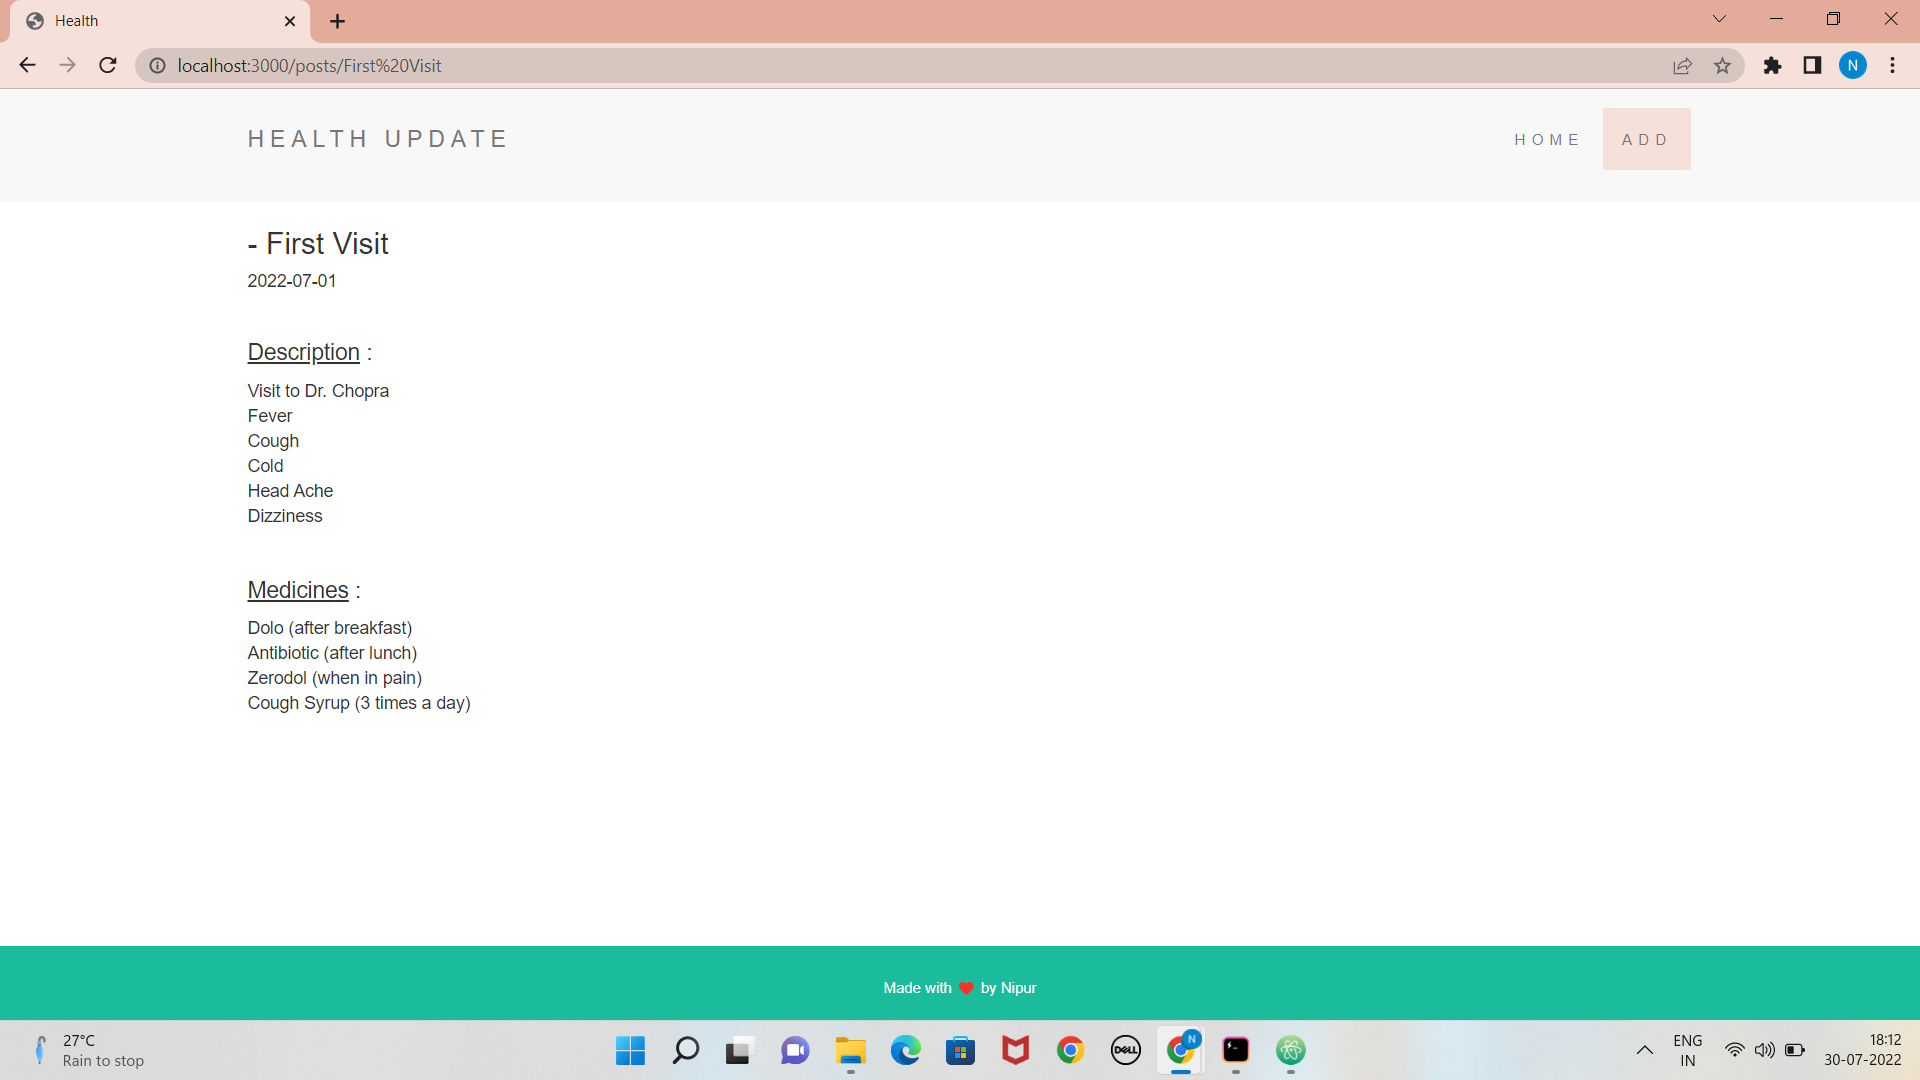 Health
localhost:3000/posts/First%20Visit
N
HEALTH UPDATE
HOME
ADD
- First Visit
2022-07-01
Description :
Visit to Dr. Chopra
Fever
Cough
Cold
Head Ache
Dizziness
Medicines :
Dolo (after breakfast)
Antibiotic (after lunch)
Zerodol (when in pain)
Cough Syrup (3 times a day)
Made with ❤ by Nipur
27°C
Rain to stop
DELL
N
ENG
IN
18:12
30-07-2022